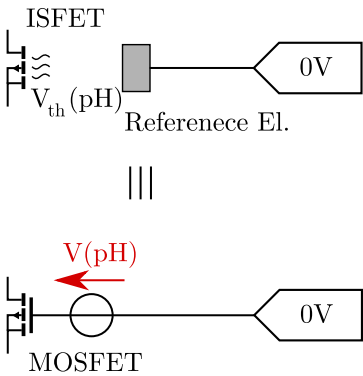 ISFET
0V
V_th(pH)
Referenece El.
V(pH)
0V
MOSFET